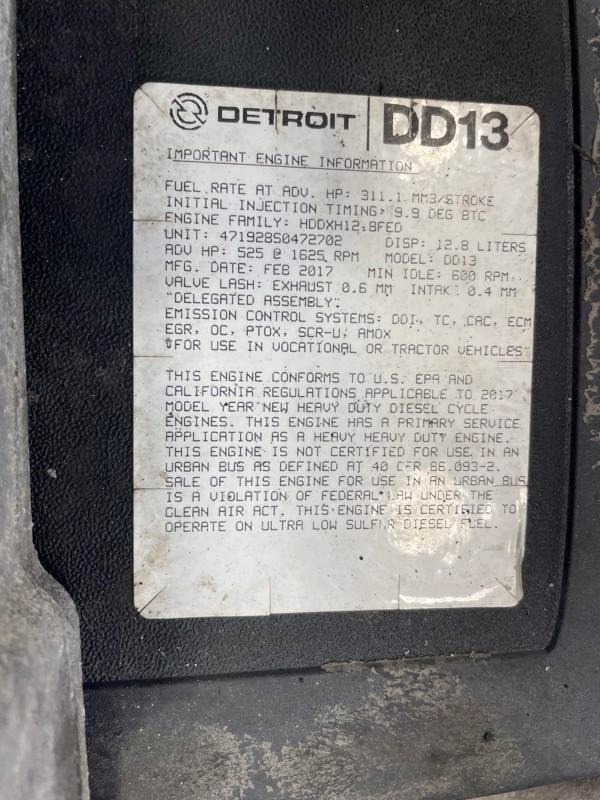 DETROIT DD13
IMPORTANT ENGINE INFORMATION
FUEL RATE AT ADV. HP: 311.1 MM3/STROKE
INITIAL INJECTION TIMING: 9.9 DEG BTC
ENGINE FAMILY: HDDXH12.8FED
UNIT: 471928S0472702 DISP: 12.8 LITERS
ADV HP: 525 @ 1625 RPM MODEL: DD13
MFG. DATE: FEB 2017 MIN IDLE: 600 RPM
VALVE LASH: EXHAUST 0.6 MM INTAK: 0.4 MM
"DELEGATED ASSEMBLY".
EMISSION CONTROL SYSTEMS: DDI, TC, CAC, ECM
EGR, OC, PTOX, SCR-U, AMOX
"FOR USE IN VOCATIONAL OR TRACTOR VEHICLES"
THIS ENGINE CONFORMS TO U.S. EPA AND
CALIFORNIA REGULATIONS APPLICABLE TO 2017
MODEL YEAR NEW HEAVY DUTY DIESEL CYCLE
ENGINES. THIS ENGINE HAS A PRIMARY SERVICE
APPLICATION AS A HEAVY HEAVY DUTY ENGINE.
THIS ENGINE IS NOT CERTIFIED FOR USE IN AN
URBAN BUS AS DEFINED AT 40 CFR 86.093-2.
SALE OF THIS ENGINE FOR USE IN AN URBAN BUS
IS A VIOLATION OF FEDERAL LAW UNDER THE
CLEAN AIR ACT. THIS ENGINE IS CERTIFIED TO
OPERATE ON ULTRA LOW SULFUR DIESEL FUEL.